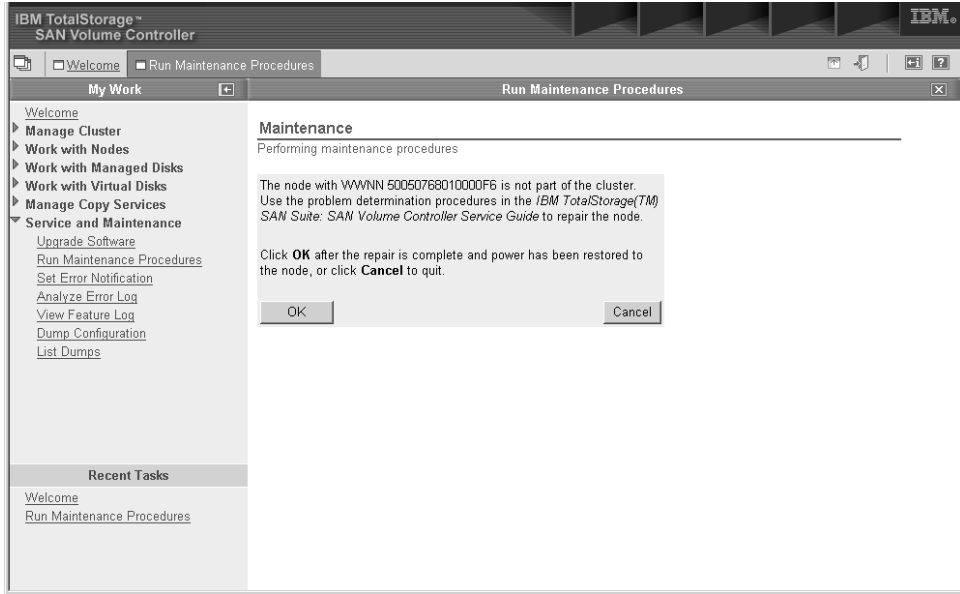 IBM TotalStorage™
SAN Volume Controller
IBM®
Welcome
Run Maintenance Procedures
My Work
Run Maintenance Procedures
Welcome
Manage Cluster
Work with Nodes
Work with Managed Disks
Work with Virtual Disks
Manage Copy Services
Service and Maintenance
Upgrade Software
Run Maintenance Procedures
Set Error Notification
Analyze Error Log
View Feature Log
Dump Configuration
List Dumps
Recent Tasks
Welcome
Run Maintenance Procedures
Maintenance
Performing maintenance procedures
The node with WWNN 50050768010000F6 is not part of the cluster.
Use the problem determination procedures in the IBM TotalStorage(TM)
SAN Suite: SAN Volume Controller Service Guide to repair the node.
Click OK after the repair is complete and power has been restored to
the node, or click Cancel to quit.
OK
Cancel